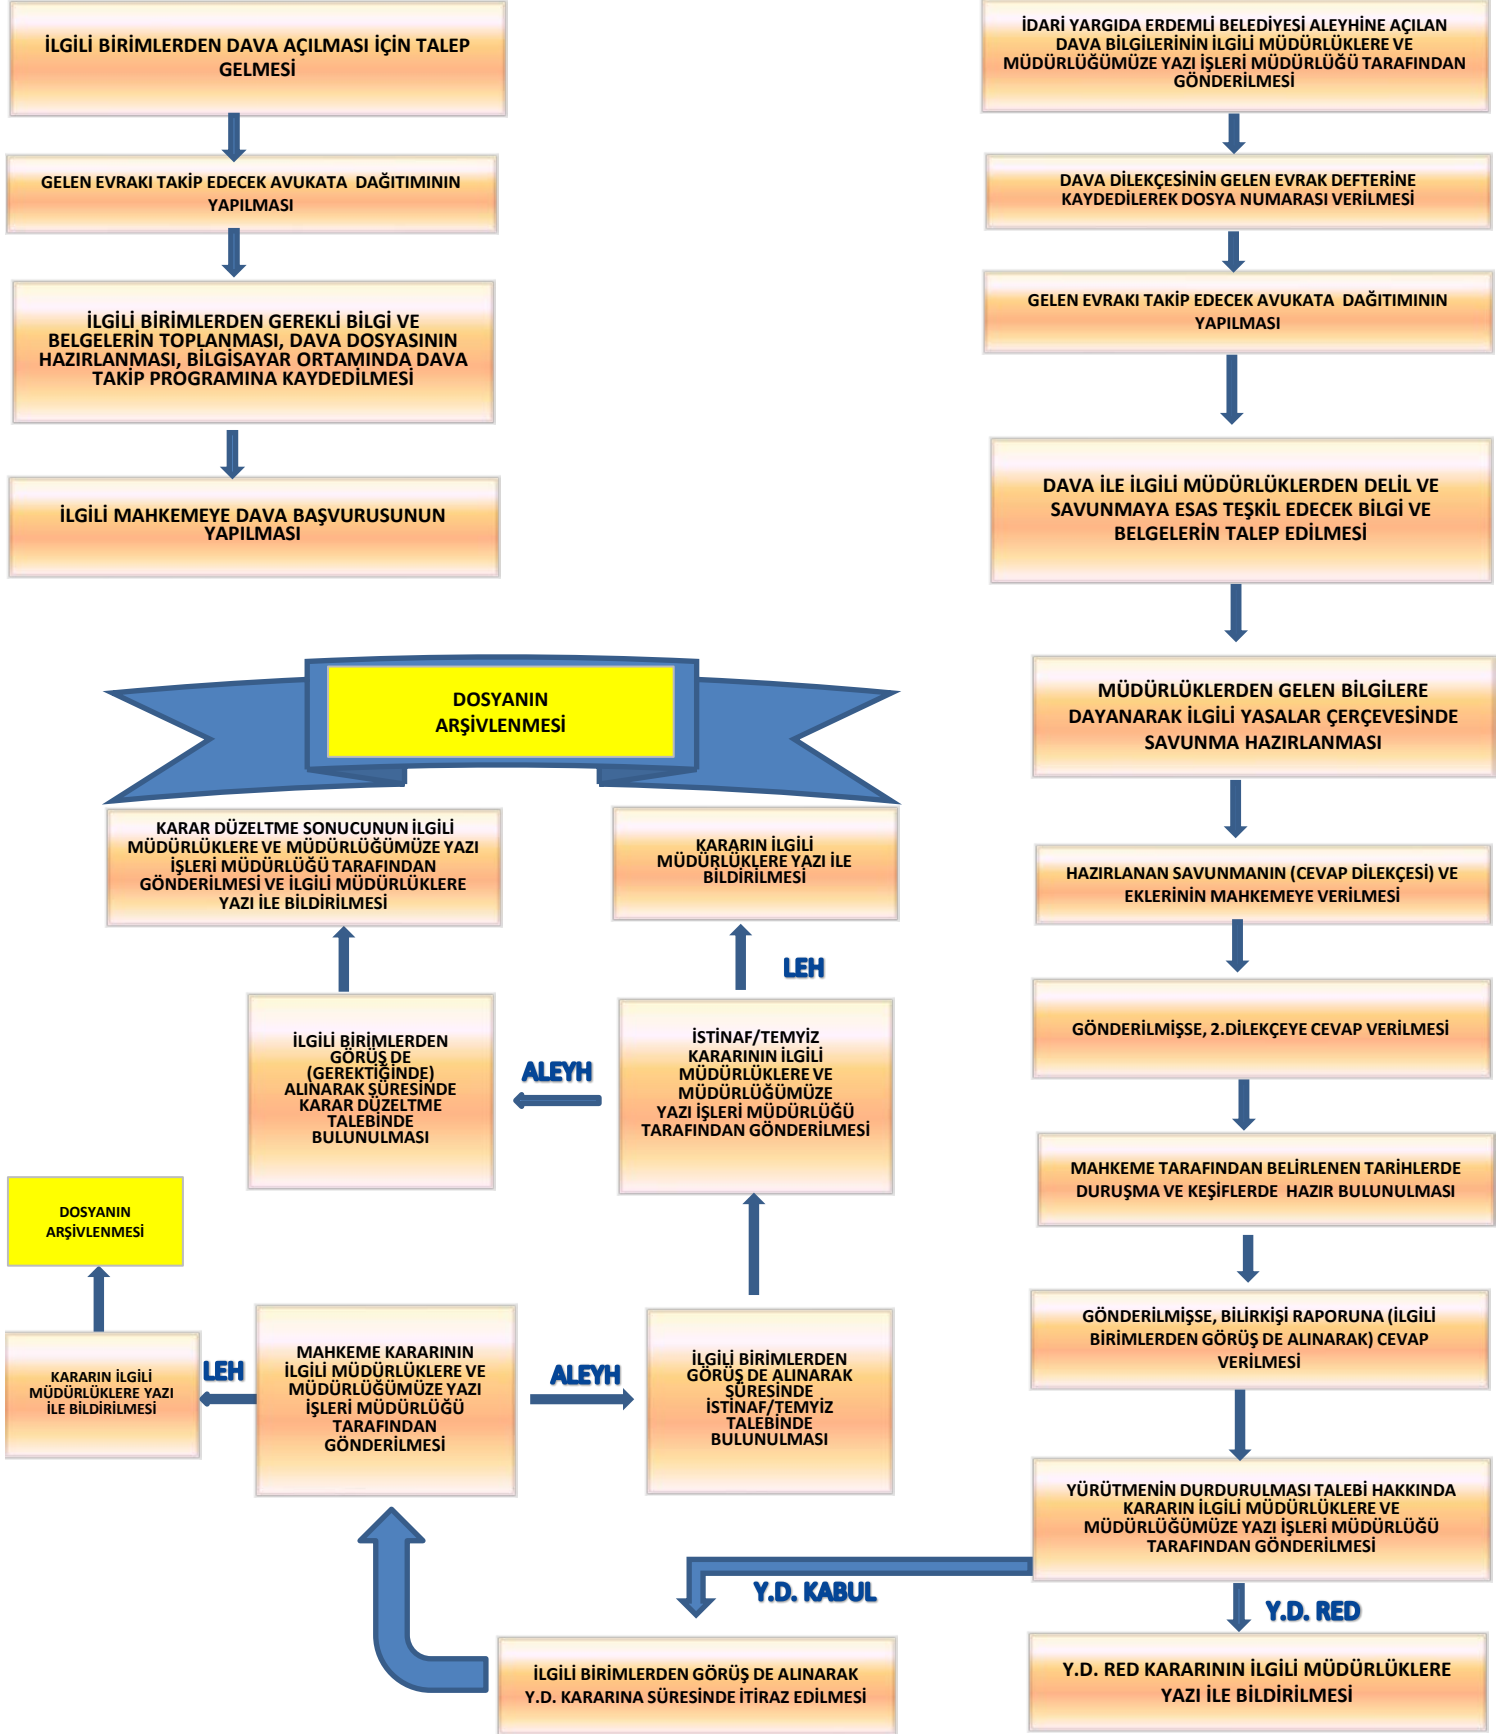 İLGİLİ BİRİMLERDEN DAVA AÇILMASI İÇİN TALEP
GELMESİ
GELEN EVRAKI TAKİP EDECEK AVUKATA DAĞITIMININ
YAPILMASI
İLGİLİ BİRİMLERDEN GEREKLİ BİLGİ VE
BELGELERİN TOPLANMASI, DAVA DOSYASININ
HAZIRLANMASI, BİLGİSAYAR ORTAMINDA DAVA
TAKİP PROGRAMINA KAYDEDİLMESİ
İLGİLİ MAHKEMEYE DAVA BAŞVURUSUNUN
YAPILMASI
İDARİ YARGIDA ERDEMLİ BELEDİYESİ ALEYHİNE AÇILAN
DAVA BİLGİLERİNİN İLGİLİ MÜDÜRLÜKLERE VE
MÜDÜRLÜĞÜMÜZE YAZI İŞLERİ MÜDÜRLÜĞÜ TARAFINDAN
GÖNDERİLMESİ
DAVA DİLEKÇESİNİN GELEN EVRAK DEFTERİNE
KAYDEDİLEREK DOSYA NUMARASI VERİLMESİ
GELEN EVRAKI TAKİP EDECEK AVUKATA DAĞITIMININ
YAPILMASI
DAVA İLE İLGİLİ MÜDÜRLÜKLERDEN DELİL VE
SAVUNMAYA ESAS TEŞKİL EDECEK BİLGİ VE
BELGELERİN TALEP EDİLMESİ
MÜDÜRLÜKLERDEN GELEN BİLGİLERE
DAYANARAK İLGİLİ YASALAR ÇERÇEVESİNDE
SAVUNMA HAZIRLANMASI
HAZIRLANAN SAVUNMANIN (CEVAP DİLEKÇESİ) VE
EKLERİNİN MAHKEMEYE VERİLMESİ
GÖNDERİLMİŞSE, 2.DİLEKÇEYE CEVAP VERİLMESİ
MAHKEME TARAFINDAN BELİRLENEN TARİHLERDE
DURUŞMA VE KEŞİFLERDE HAZIR BULUNULMASI
GÖNDERİLMİŞSE, BİLİRKİŞİ RAPORUNA (İLGİLİ
BİRİMLERDEN GÖRÜŞ DE ALINARAK) CEVAP
VERİLMESİ
YÜRÜTMENİN DURDURULMASI TALEBİ HAKKINDA
KARARIN İLGİLİ MÜDÜRLÜKLERE VE
MÜDÜRLÜĞÜMÜZE YAZI İŞLERİ MÜDÜRLÜĞÜ
TARAFINDAN GÖNDERİLMESİ
Y.D. RED
Y.D. RED KARARININ İLGİLİ MÜDÜRLÜKLERE
YAZI İLE BİLDİRİLMESİ
Y.D. KABUL
İLGİLİ BİRİMLERDEN GÖRÜŞ DE ALINARAK
Y.D. KARARINA SÜRESİNDE İTİRAZ EDİLMESİ
MAHKEME KARARININ
İLGİLİ MÜDÜRLÜKLERE VE
MÜDÜRLÜĞÜMÜZE YAZI
İŞLERİ MÜDÜRLÜĞÜ
TARAFINDAN
GÖNDERİLMESİ
LEH
KARARIN İLGİLİ
MÜDÜRLÜKLERE YAZI
İLE BİLDİRİLMESİ
DOSYANIN
ARŞİVLENMESİ
ALEYH
İLGİLİ BİRİMLERDEN
GÖRÜŞ DE ALINARAK
SÜRESİNDE
İSTİNAF/TEMYİZ
TALEBİNDE
BULUNULMASI
İSTİNAF/TEMYİZ
KARARININ İLGİLİ
MÜDÜRLÜKLERE VE
MÜDÜRLÜĞÜMÜZE
YAZI İŞLERİ MÜDÜRLÜĞÜ
TARAFINDAN GÖNDERİLMESİ
ALEYH
İLGİLİ BİRİMLERDEN
GÖRÜŞ DE
(GEREKTİĞİNDE)
ALINARAK SÜRESİNDE
KARAR DÜZELTME
TALEBİNDE
BULUNULMASI
LEH
KARARIN İLGİLİ
MÜDÜRLÜKLERE YAZI İLE
BİLDİRİLMESİ
KARAR DÜZELTME SONUCUNUN İLGİLİ
MÜDÜRLÜKLERE VE MÜDÜRLÜĞÜMÜZE YAZI
İŞLERİ MÜDÜRLÜĞÜ TARAFINDAN
GÖNDERİLMESİ VE İLGİLİ MÜDÜRLÜKLERE
YAZI İLE BİLDİRİLMESİ
DOSYANIN
ARŞİVLENMESİ